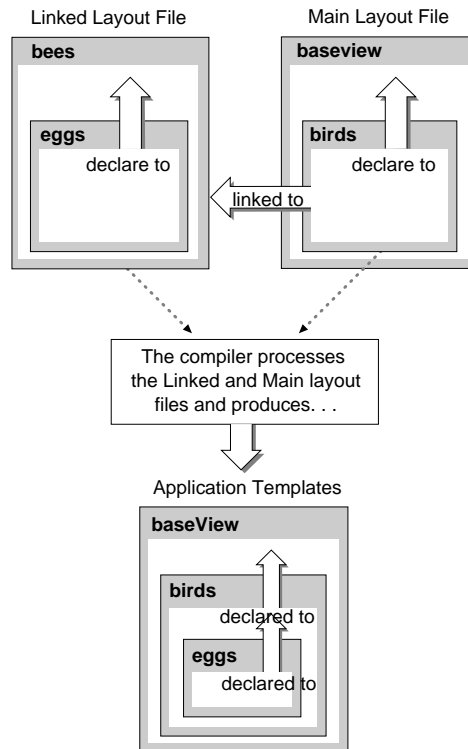 Linked Layout File
Main Layout File
bees
baseview
eggs
birds
declare to
declare to
linked to
The compiler processes
the Linked and Main layout
files and produces. . .
Application Templates
baseView
birds
declared to
eggs
declared to